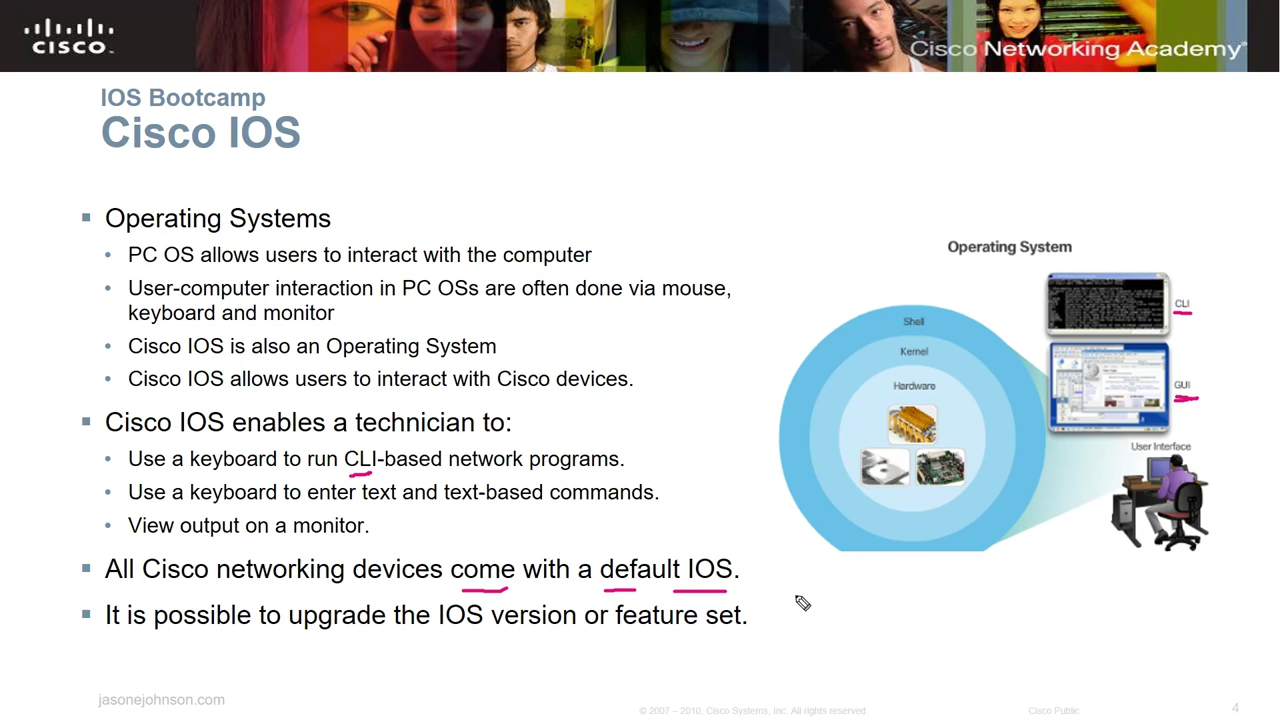 CISCO
Cisco Networking Academy
IOS Bootcamp
Cisco IOS
Operating Systems
PC OS allows users to interact with the computer
User-computer interaction in PC OSs are often done via mouse,
keyboard and monitor
Cisco IOS is also an Operating System
Cisco IOS allows users to interact with Cisco devices.
Cisco IOS enables a technician to:
Use a keyboard to run CLI-based network programs.
Use a keyboard to enter text and text-based commands.
View output on a monitor.
All Cisco networking devices come with a default IOS.
It is possible to upgrade the IOS version or feature set.
Operating System
CLI
Shell
Kernel
Hardware
GUI
User Interface
jasonejohnson.com
© 2007 – 2010, Cisco Systems, Inc. All rights reserved.
Cisco Public
4